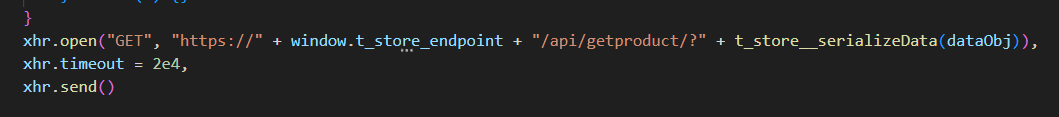 }
xhr.open("GET", "https://" + window.t_store_endpoint + "/api/getproduct/?" + t_store__serializeData(dataObj)),
xhr.timeout = 2e4,
xhr.send()